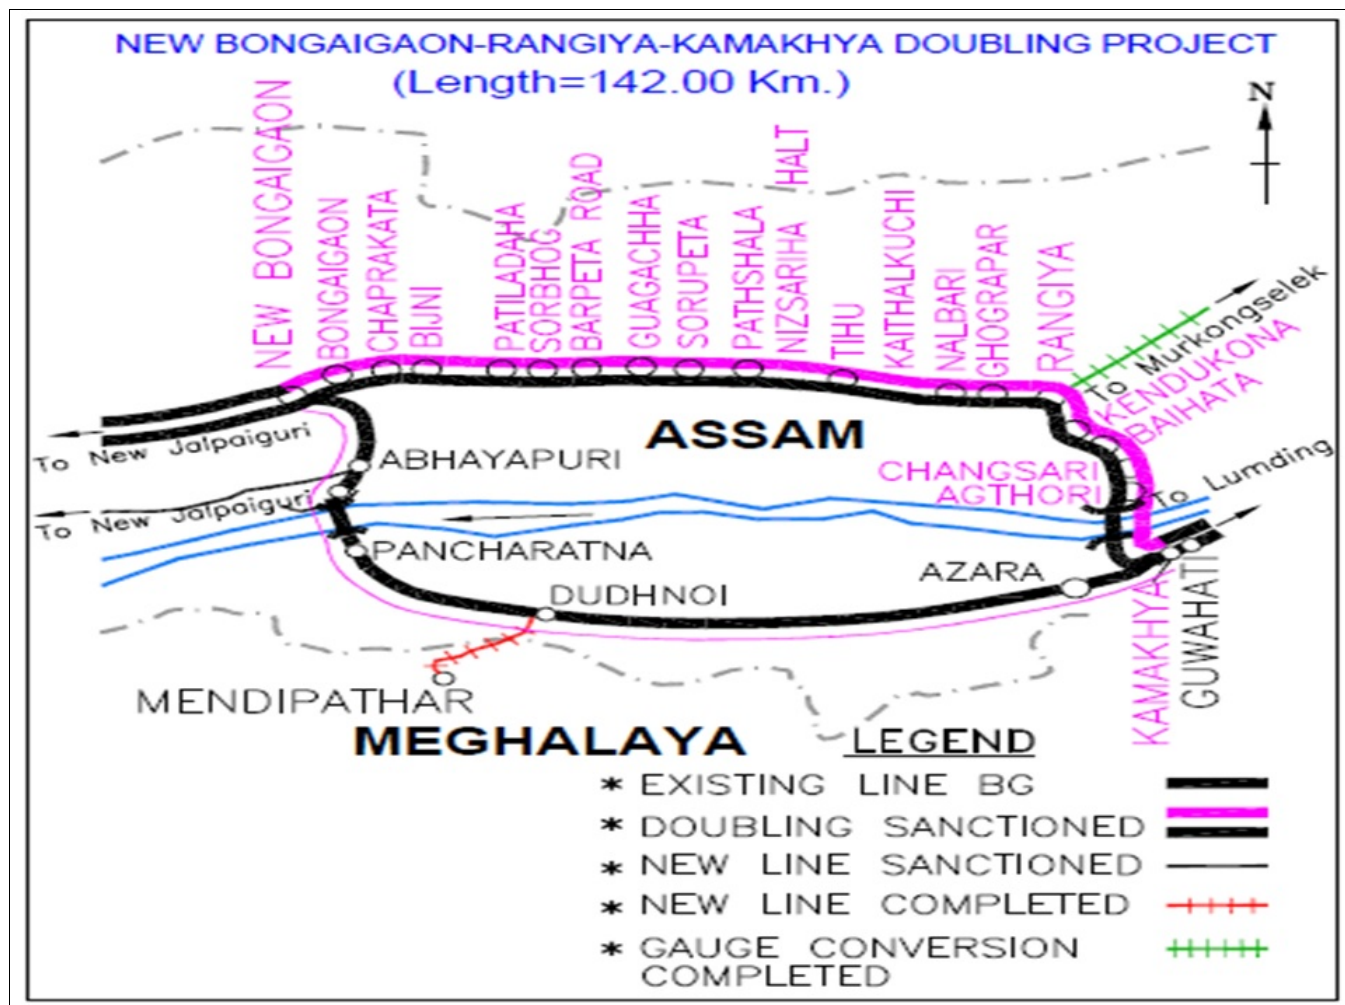 NEW BONGAIGAON-RANGIYA-KAMAKHYA DOUBLING PROJECT
(Length=142.00 Km.)
N
NEW BONGAIGAON
BONGAIGAON
CHAPRAKATA
BIJNI
PATILADAHA
SORBHOG
BARPETA ROAD
GUAGACHHA
SORUPETA
PATHSHALA
NIZSARIHA HALT
TIHU
KAITHALKUCHI
NALBARI
GHOGRAPAR
RANGIYA
To Murkongselek
KENDUKONA
BAIHATA
ASSAM
To New Jalpaiguri
ABHAYAPURI
CHANGSARI
AGTHORI
To Lumding
To New Jalpaiguri
PANCHARATNA
AZARA
DUDHNOI
KAMAKHYA
GUWAHATI
MENDIPATHAR
MEGHALAYA
LEGEND
* EXISTING LINE BG
* DOUBLING SANCTIONED
* NEW LINE SANCTIONED
* NEW LINE COMPLETED
* GAUGE CONVERSION
COMPLETED